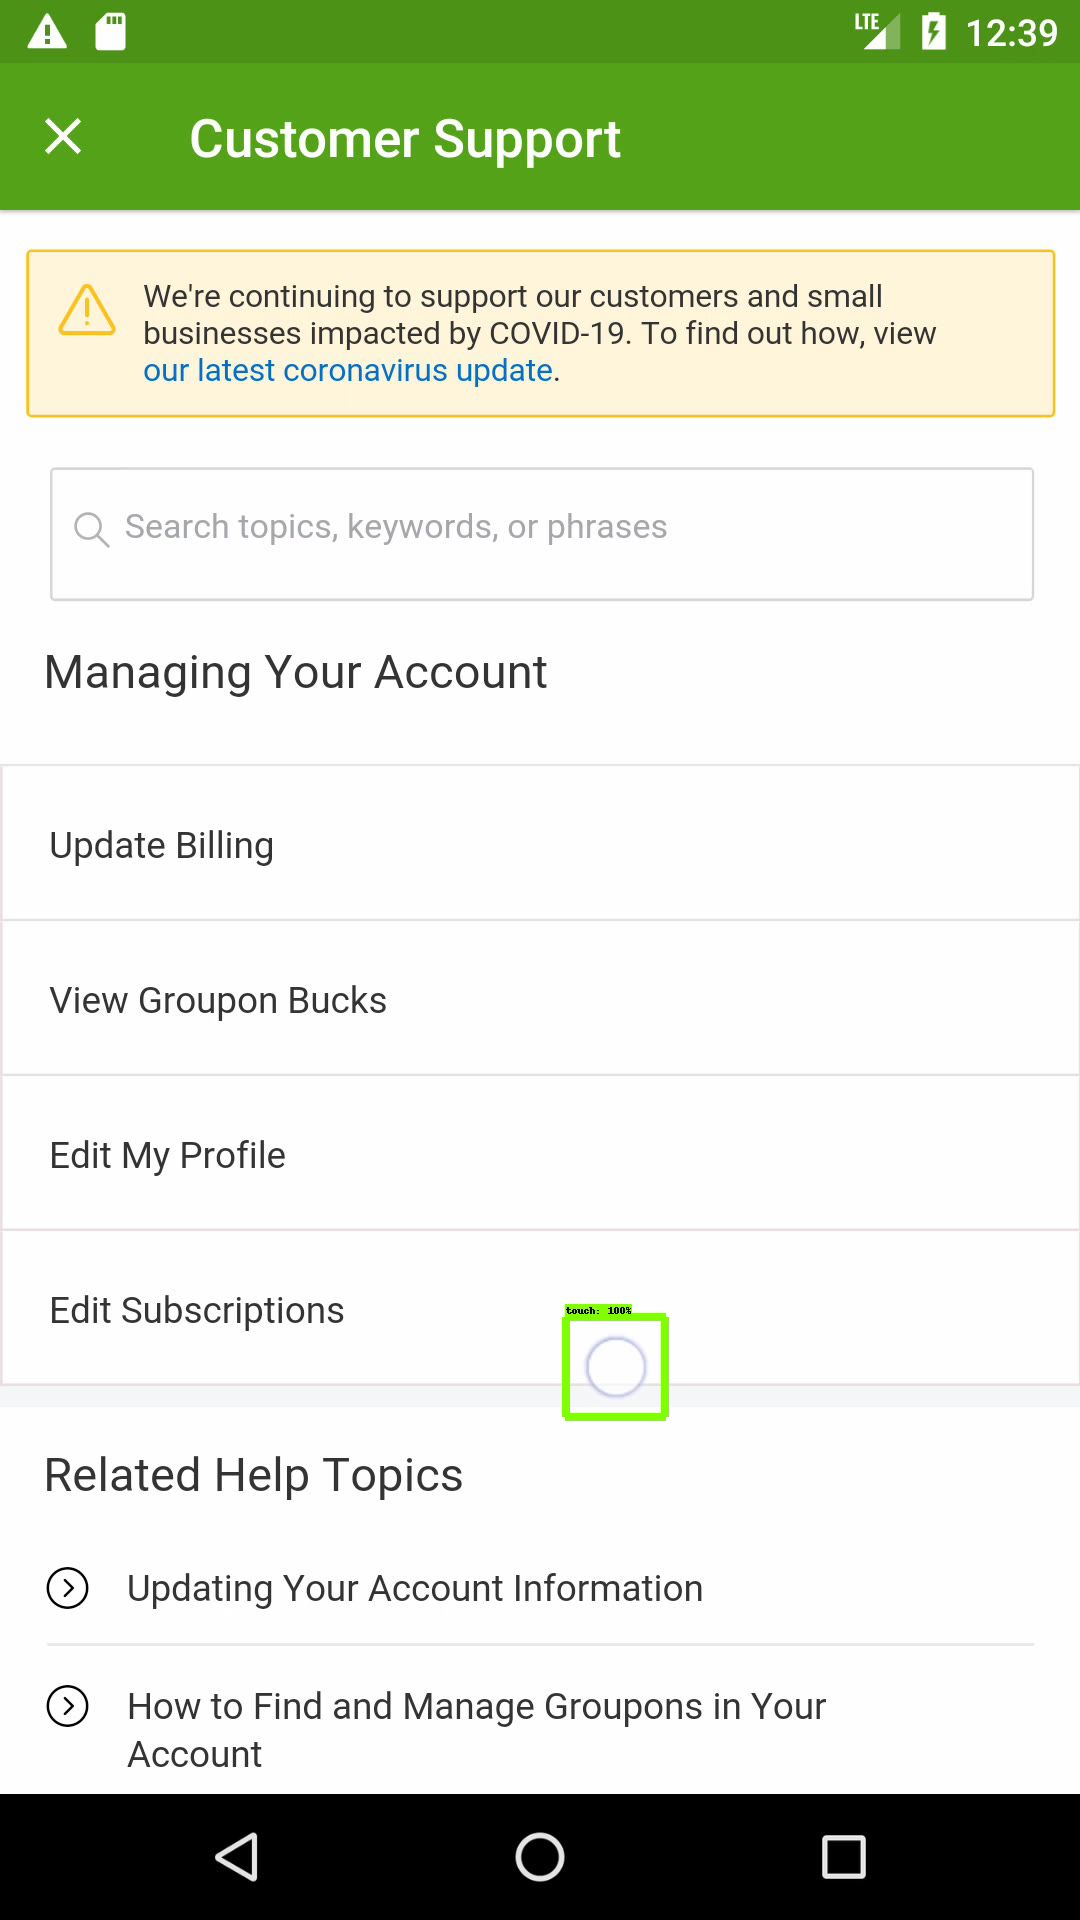 LTE 12:39
Customer Support
We're continuing to support our customers and small
businesses impacted by COVID-19. To find out how, view
our latest coronavirus update.
Search topics, keywords, or phrases
Managing Your Account
Update Billing
View Groupon Bucks
Edit My Profile
Edit Subscriptions
touch: 100%
Related Help Topics
Updating Your Account Information
How to Find and Manage Groupons in Your
Account